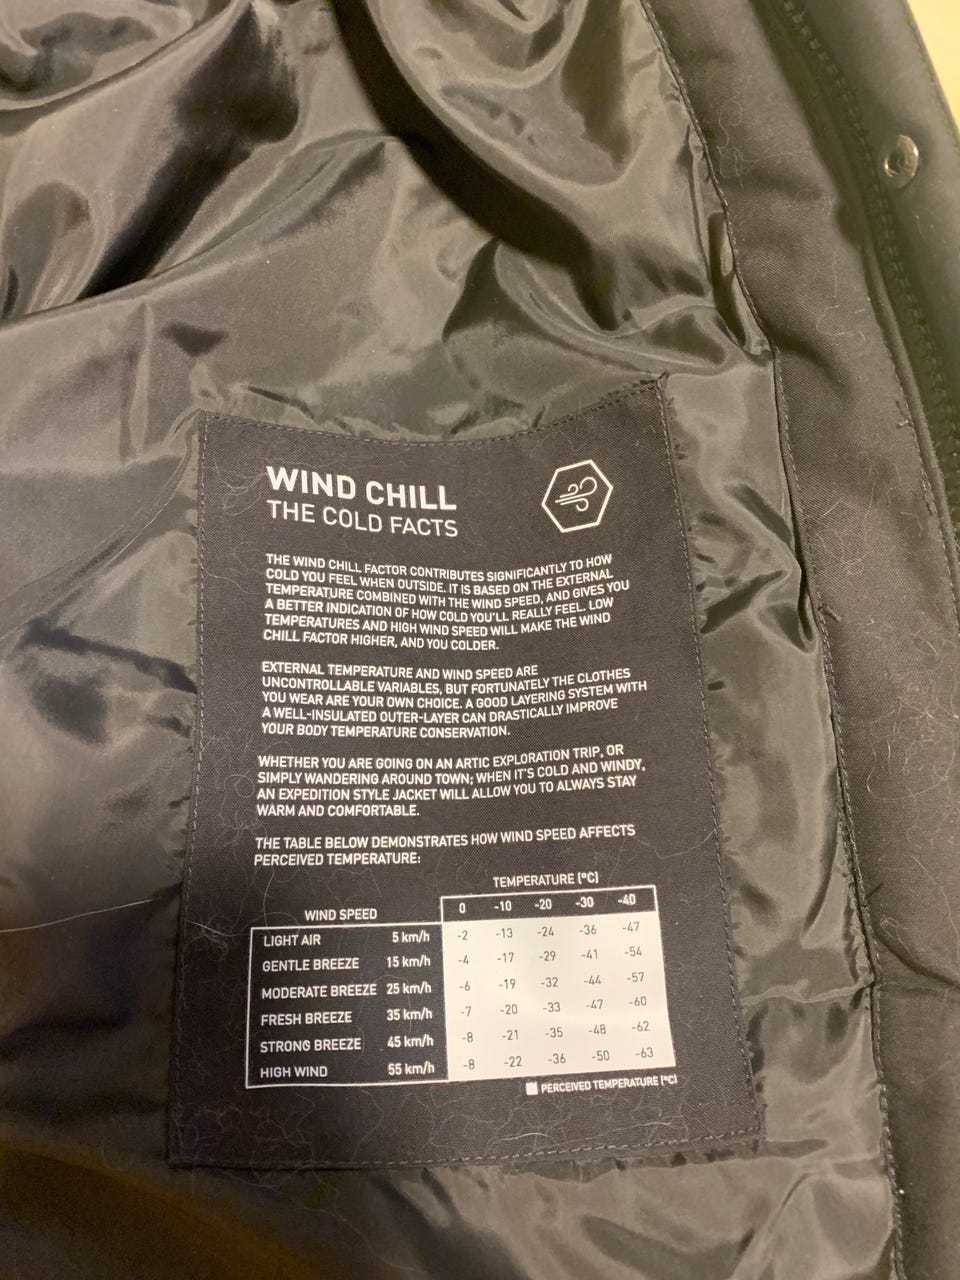 WIND CHILL
THE COLD FACTS
THE WIND CHILL FACTOR CONTRIBUTES SIGNIFICANTLY TO HOW
COLD YOU FEEL WHEN OUTSIDE. IT IS BASED ON THE EXTERNAL
TEMPERATURE COMBINED WITH THE WIND SPEED, AND GIVES YOU
A BETTER INDICATION OF HOW COLD YOU'LL REALLY FEEL. LOW
TEMPERATURES AND HIGH WIND SPEED WILL MAKE THE WIND
CHILL FACTOR HIGHER, AND YOU COLDER.
EXTERNAL TEMPERATURE AND WIND SPEED ARE
UNCONTROLLABLE VARIABLES, BUT FORTUNATELY THE CLOTHES
YOU WEAR ARE YOUR OWN CHOICE. A GOOD LAYERING SYSTEM WITH
A WELL-INSULATED OUTER-LAYER CAN DRASTICALLY IMPROVE
YOUR BODY TEMPERATURE CONSERVATION.
WHETHER YOU ARE GOING ON AN ARTIC EXPLORATION TRIP, OR
SIMPLY WANDERING AROUND TOWN; WHEN IT'S COLD AND WINDY,
AN EXPEDITION STYLE JACKET WILL ALLOW YOU TO ALWAYS STAY
WARM AND COMFORTABLE.
THE TABLE BELOW DEMONSTRATES HOW WIND SPEED AFFECTS
PERCEIVED TEMPERATURE:
TEMPERATURE (°C)
WIND SPEED 0 -10 -20 -30 -40
LIGHT AIR 5 km/h -2 -13 -24 -36 -47
GENTLE BREEZE 15 km/h -4 -17 -29 -41 -54
MODERATE BREEZE 25 km/h -6 -19 -32 -44 -57
FRESH BREEZE 35 km/h -7 -20 -33 -47 -60
STRONG BREEZE 45 km/h -8 -21 -35 -48 -62
HIGH WIND 55 km/h -8 -22 -36 -50 -63
PERCEIVED TEMPERATURE (°C)